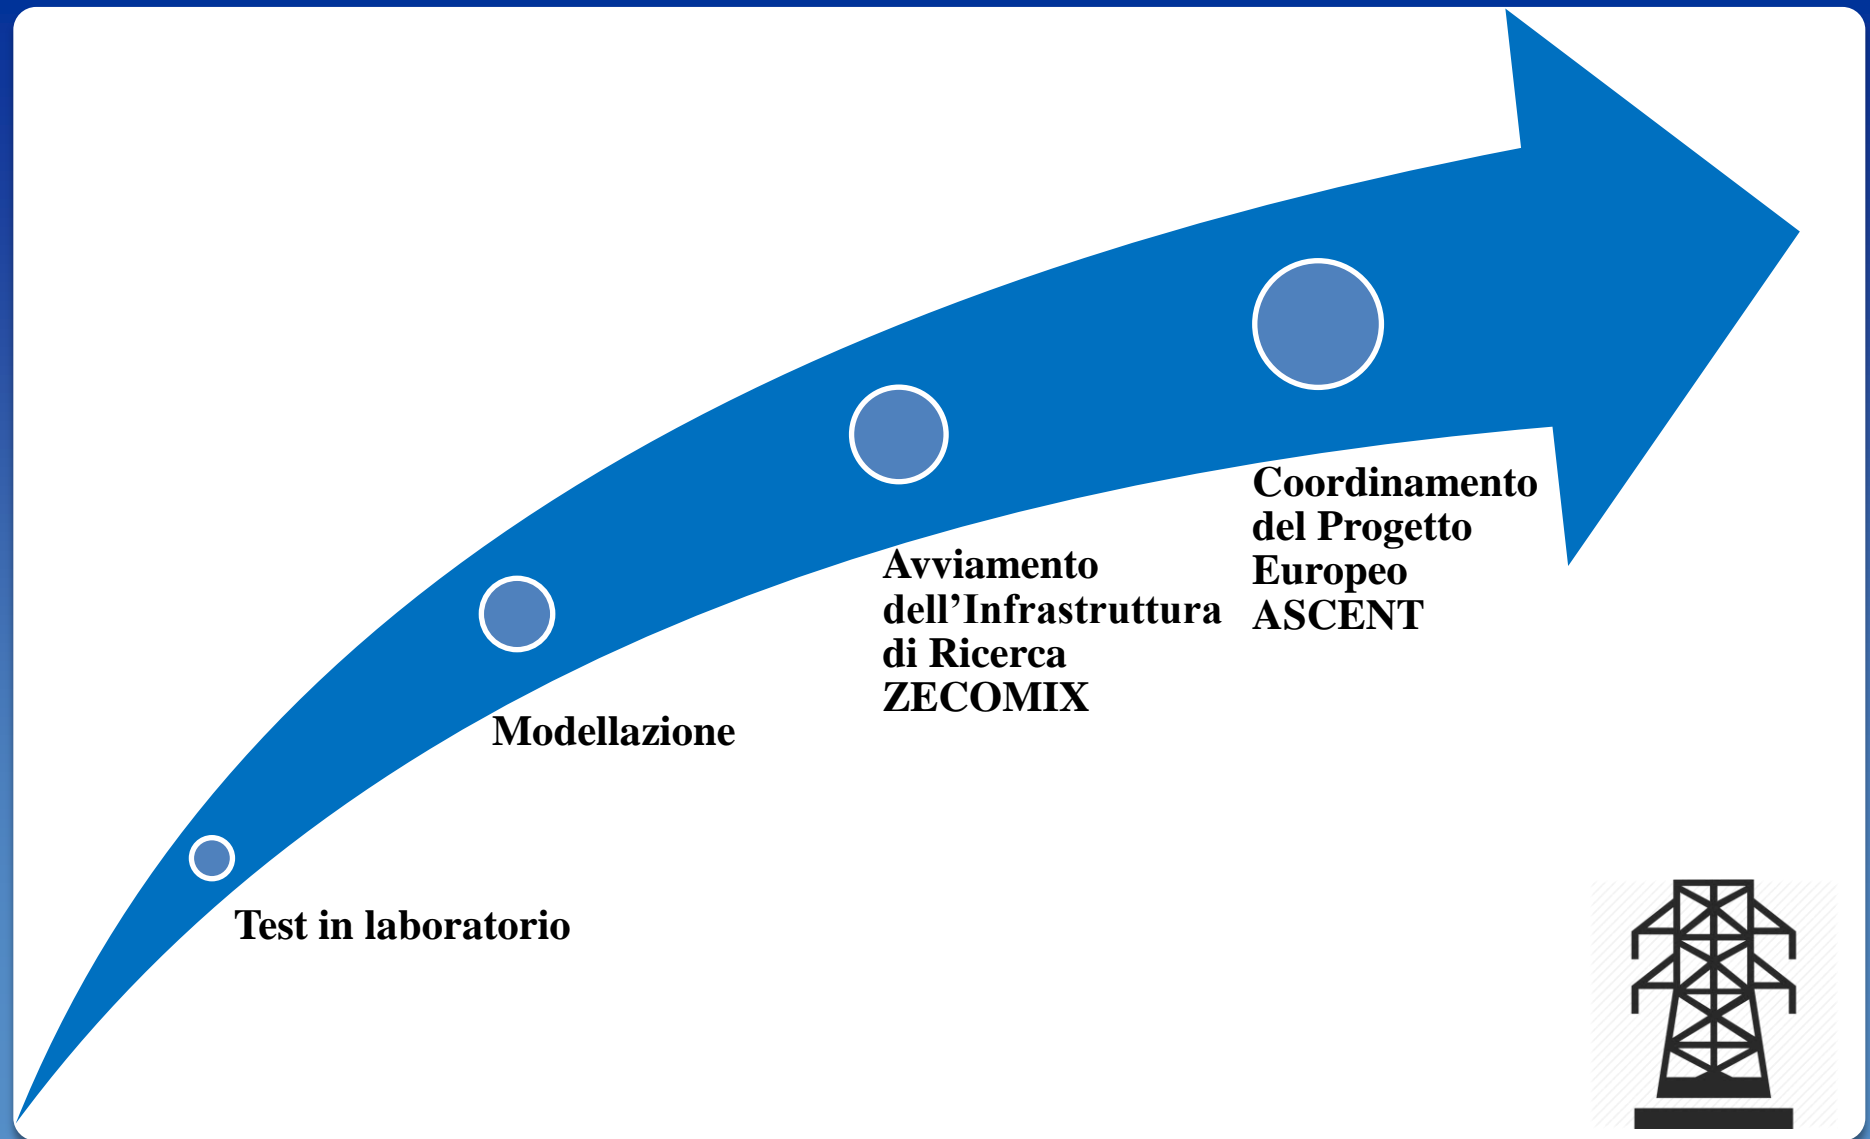 Test in laboratorio
Modellazione
Avviamento
dell’Infrastruttura
di Ricerca
ZECOMIX
Coordinamento
del Progetto
Europeo
ASCENT